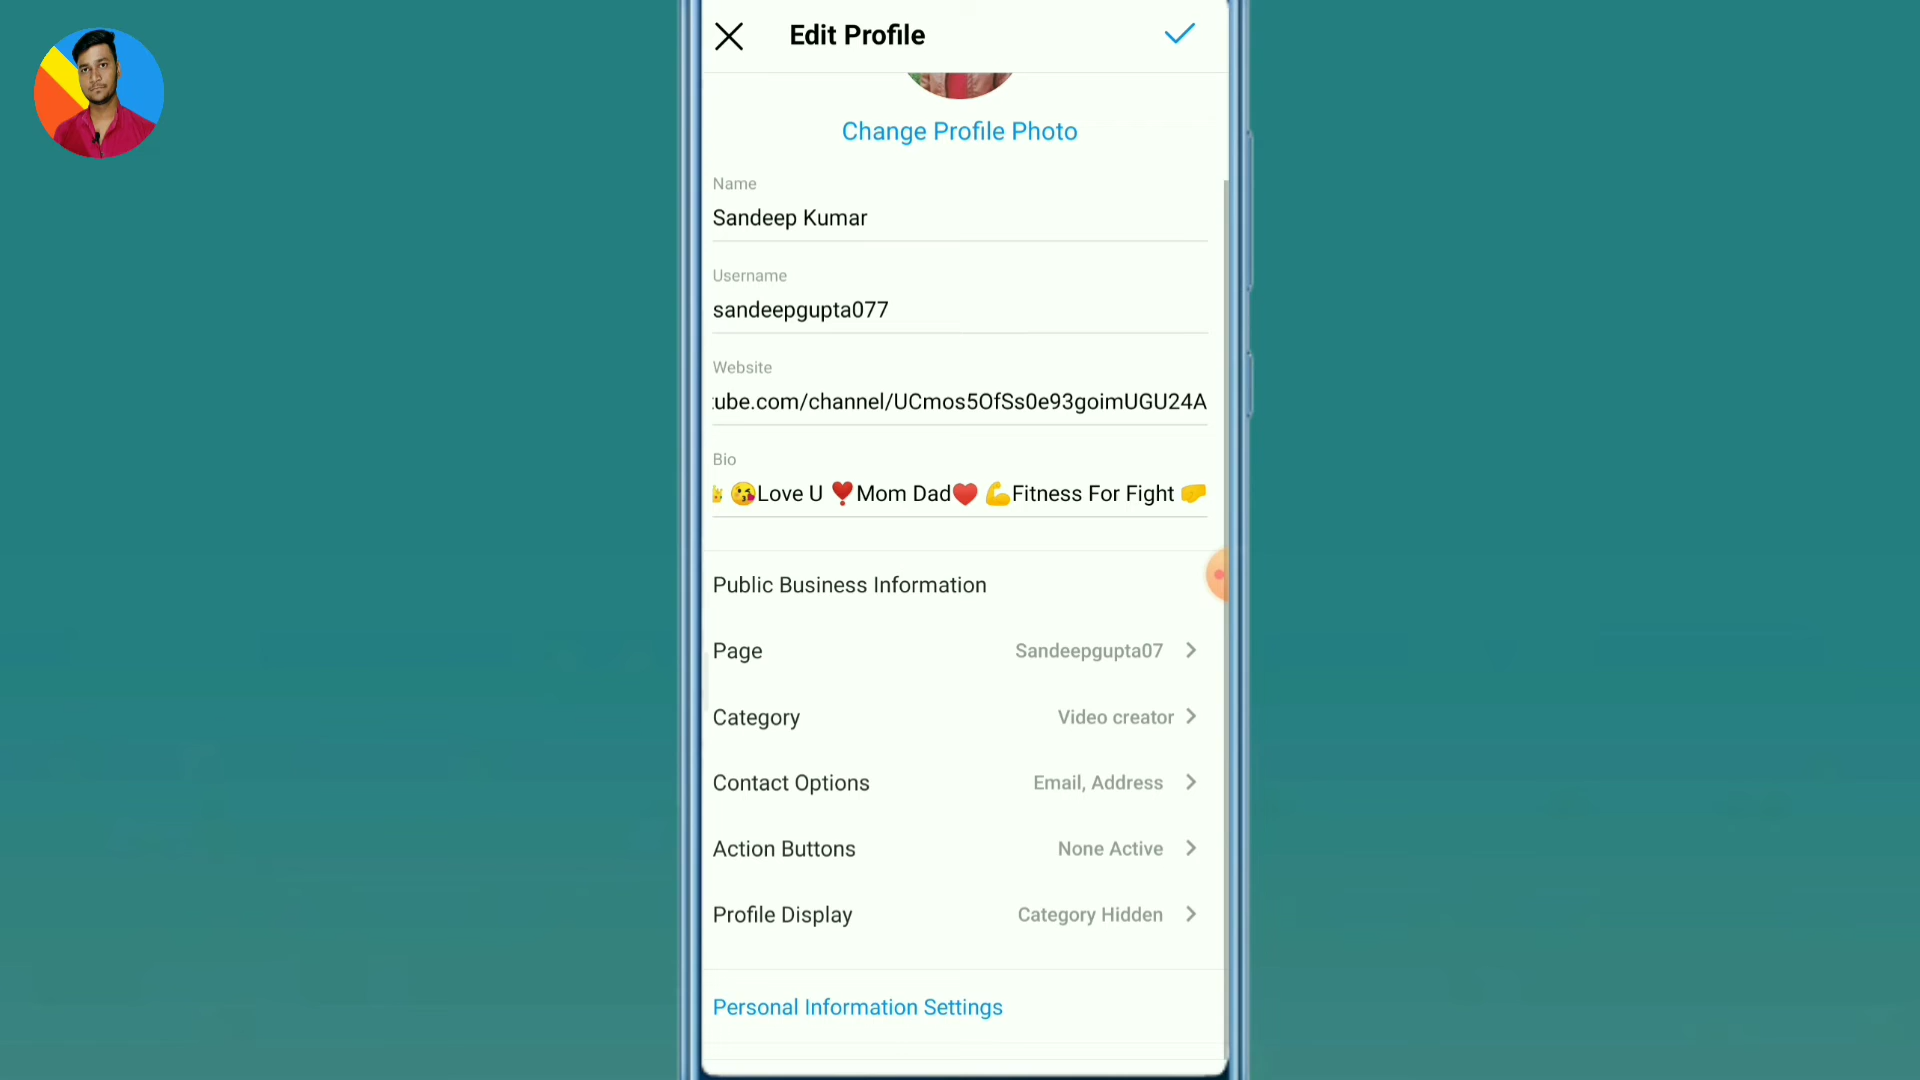 Edit Profile
Change Profile Photo
Name
Sandeep Kumar
Username
sandeepgupta077
Website
ube.com/channel/UCmos5OfSs0e93goimUGU24A
Bio
😘Love U ❣️Mom Dad♥️ 💪Fitness For Fight 🤛
Public Business Information
Page Sandeepgupta07
Category Video creator
Contact Options Email, Address
Action Buttons None Active
Profile Display Category Hidden
Personal Information Settings